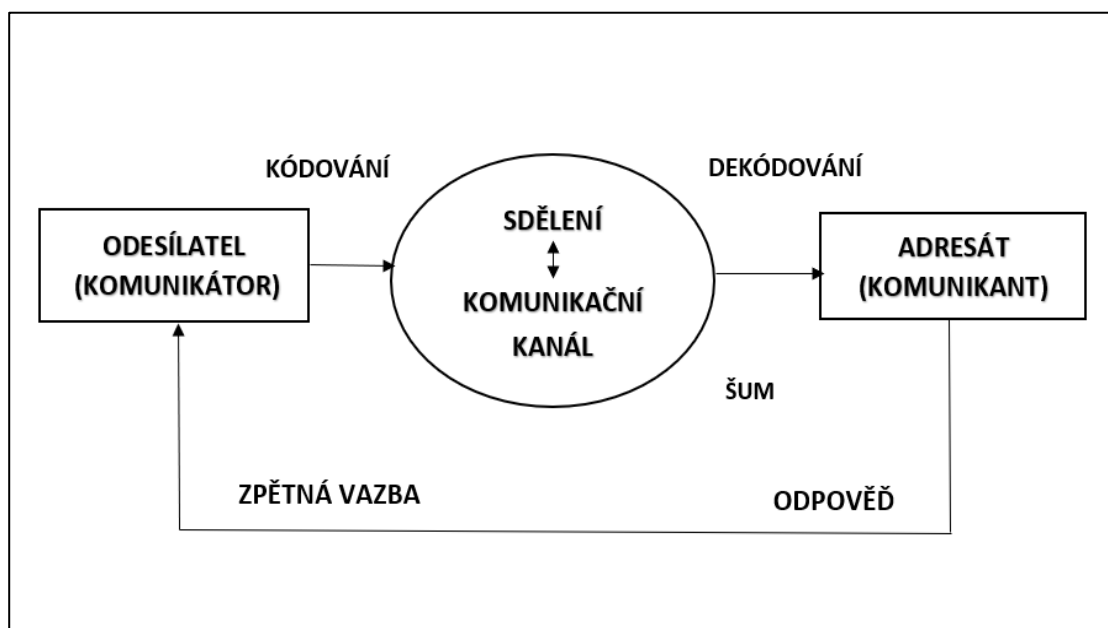 KÓDOVÁNÍ
DEKÓDOVÁNÍ
ODESÍLATEL
(KOMUNIKÁTOR)
SDĚLENÍ
KOMUNIKAČNÍ
KANÁL
ADRESÁT
(KOMUNIKANT)
ŠUM
ZPĚTNÁ VAZBA
ODPOVĚĎ